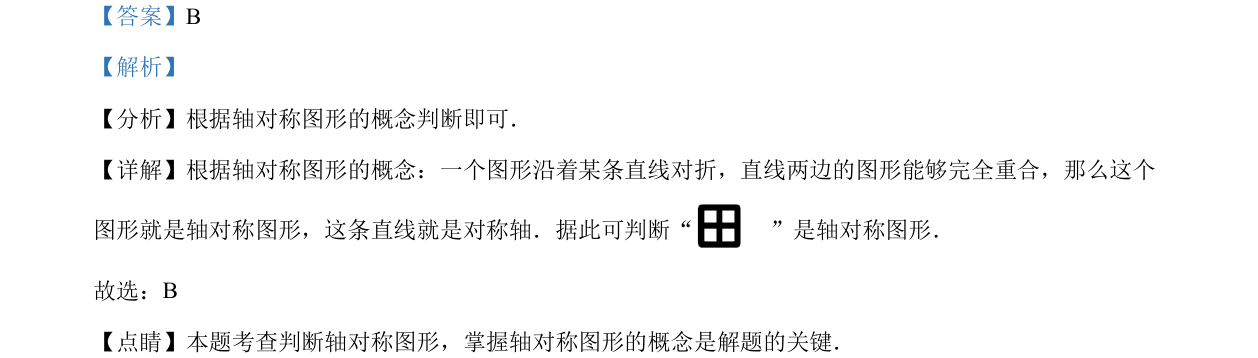 【答案】B
【解析】
【分析】根据轴对称图形的概念判断即可．
【详解】根据轴对称图形的概念：一个图形沿着某条直线对折，直线两边的图形能够完全重合，那么这个
图形就是轴对称图形，这条直线就是对称轴．据此可判断“田 ”是轴对称图形．
故选：B
【点睛】本题考查判断轴对称图形，掌握轴对称图形的概念是解题的关键．